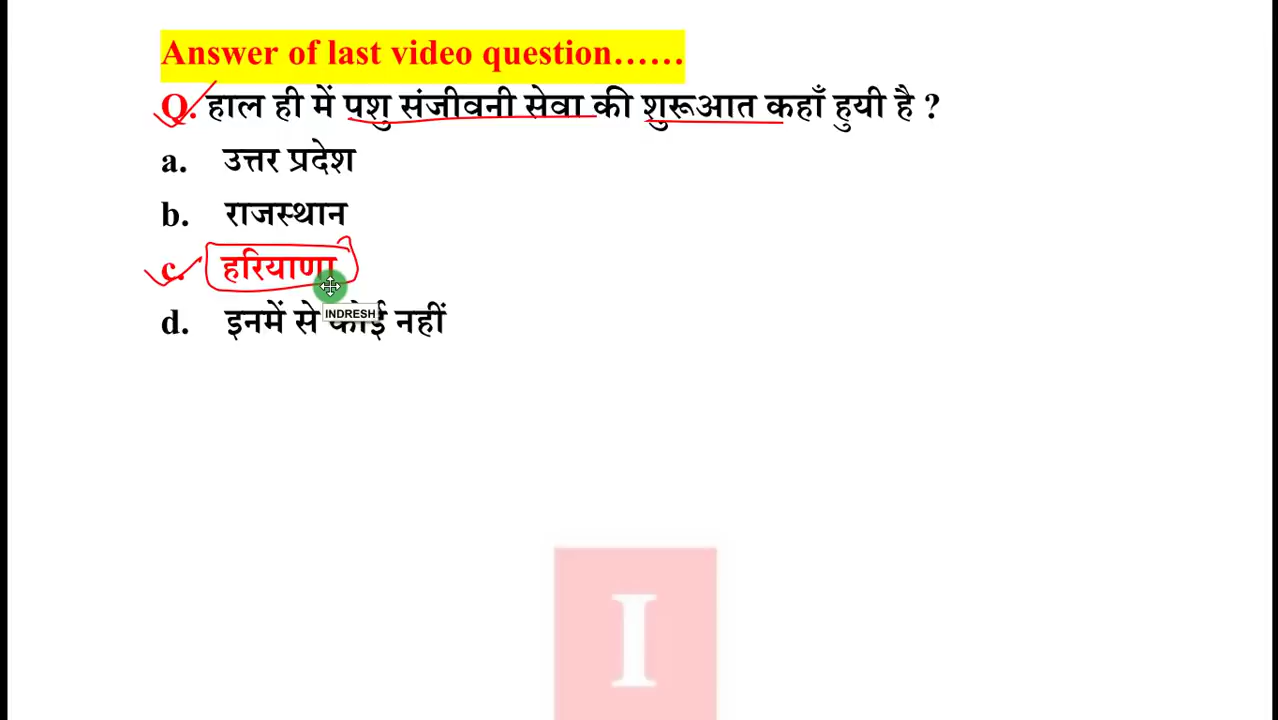 Answer of last video question......
Q. हाल ही में पशु संजीवनी सेवा की शुरूआत कहाँ हुयी है ?
a. उत्तर प्रदेश
b. राजस्थान
c. हरियाणा
INDRESH
d. इनमें से कोई नहीं
I